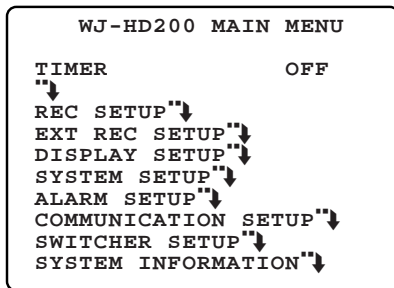 WJ-HD200 MAIN MENU
TIMER OFF
REC SETUP
EXT REC SETUP
DISPLAY SETUP
SYSTEM SETUP
ALARM SETUP
COMMUNICATION SETUP
SWITCHER SETUP
SYSTEM INFORMATION